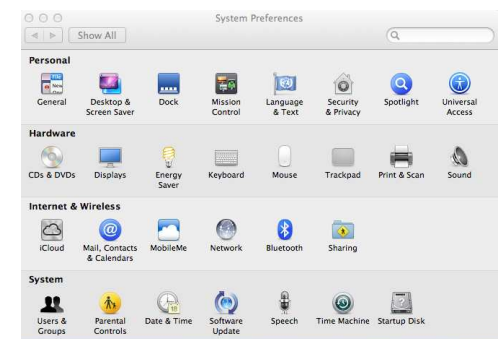 System Preferences
Show All
Personal
General Desktop & Screen Saver Dock Mission Control Language & Text Security & Privacy Spotlight Universal Access
Hardware
CDs & DVDs Displays Energy Saver Keyboard Mouse Trackpad Print & Scan Sound
Internet & Wireless
iCloud Mail, Contacts & Calendars MobileMe Network Bluetooth Sharing
System
Users & Groups Parental Controls Date & Time Software Update Speech Time Machine Startup Disk